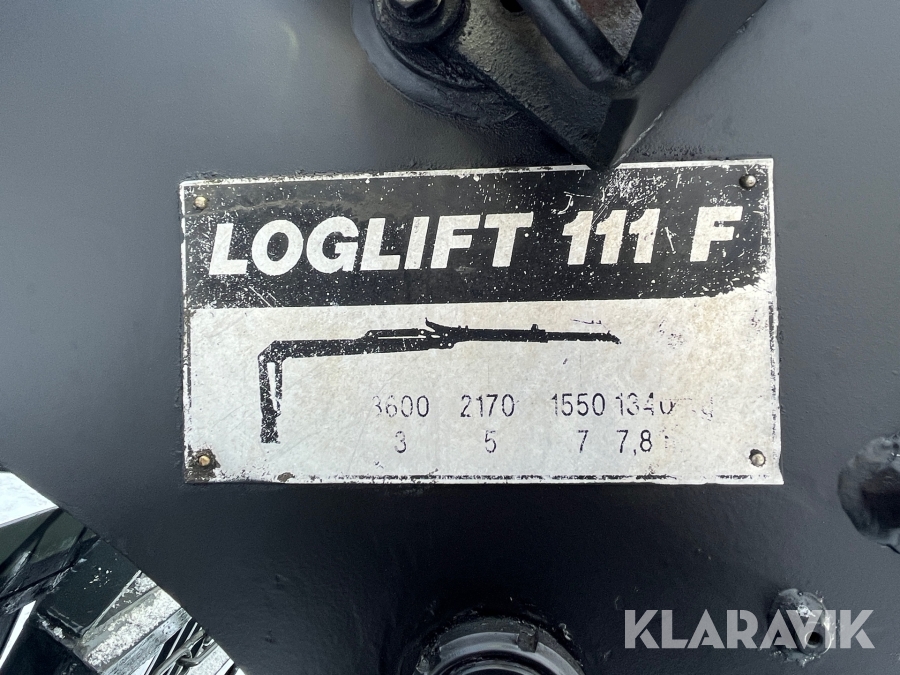 LOGLIFT 111 F
3600 2170 1550 1340
3 5 7 7,8
KLARAVIK